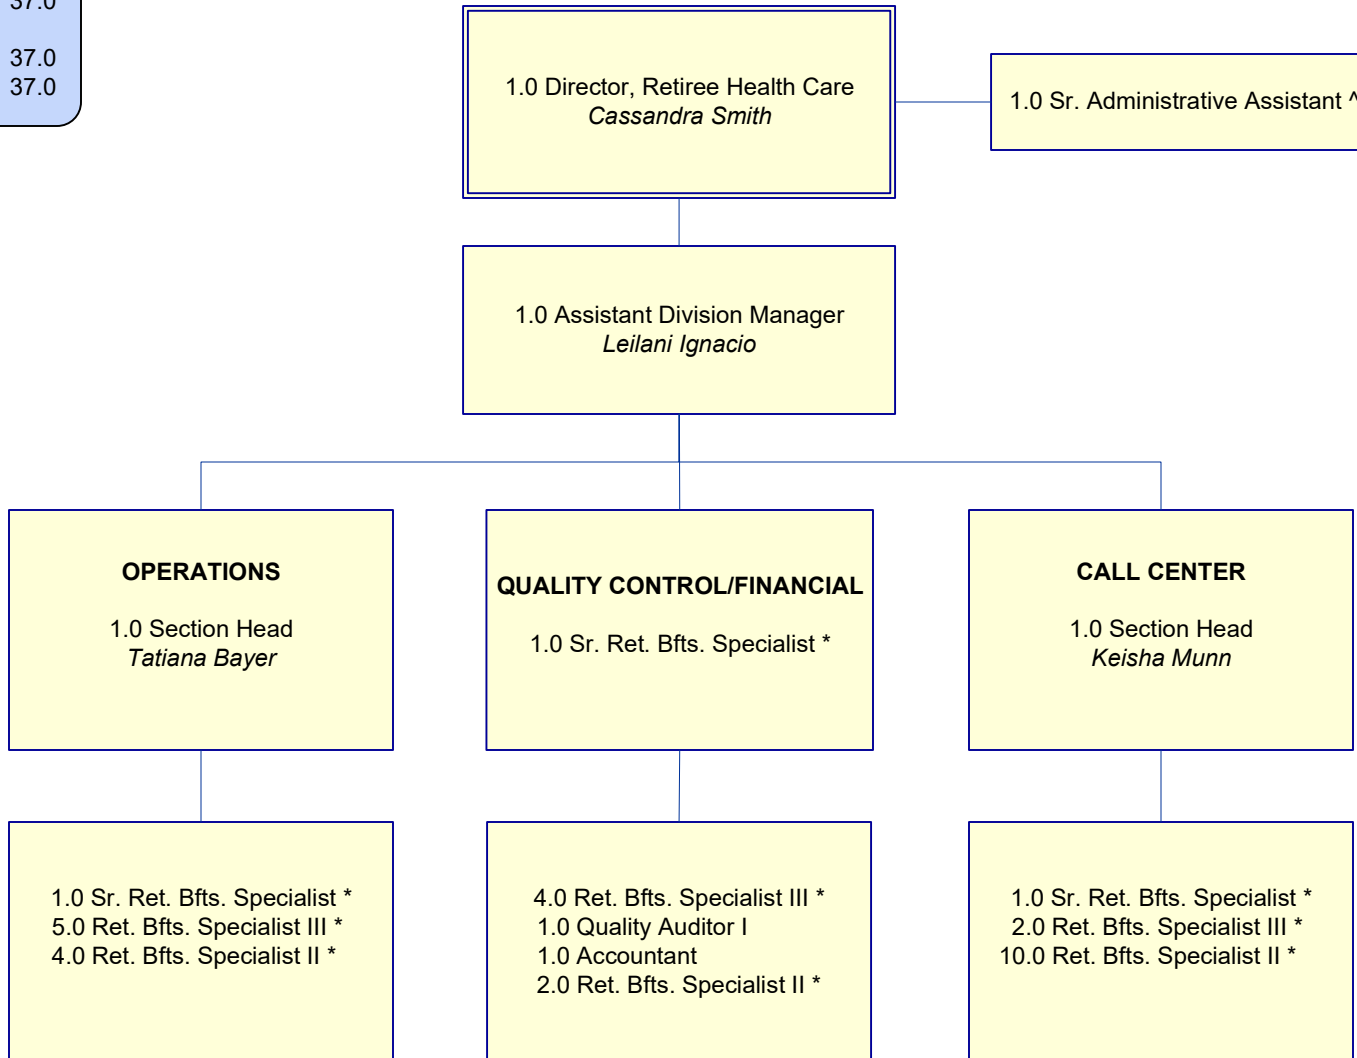 37.0
37.0
37.0
1.0 Director, Retiree Health Care
Cassandra Smith
1.0 Sr. Administrative Assistant ^
1.0 Assistant Division Manager
Leilani Ignacio
OPERATIONS
1.0 Section Head
Tatiana Bayer
QUALITY CONTROL/FINANCIAL
1.0 Sr. Ret. Bfts. Specialist *
CALL CENTER
1.0 Section Head
Keisha Munn
1.0 Sr. Ret. Bfts. Specialist *
5.0 Ret. Bfts. Specialist III *
4.0 Ret. Bfts. Specialist II *
4.0 Ret. Bfts. Specialist III *
1.0 Quality Auditor I
1.0 Accountant
2.0 Ret. Bfts. Specialist II *
1.0 Sr. Ret. Bfts. Specialist *
2.0 Ret. Bfts. Specialist III *
10.0 Ret. Bfts. Specialist II *